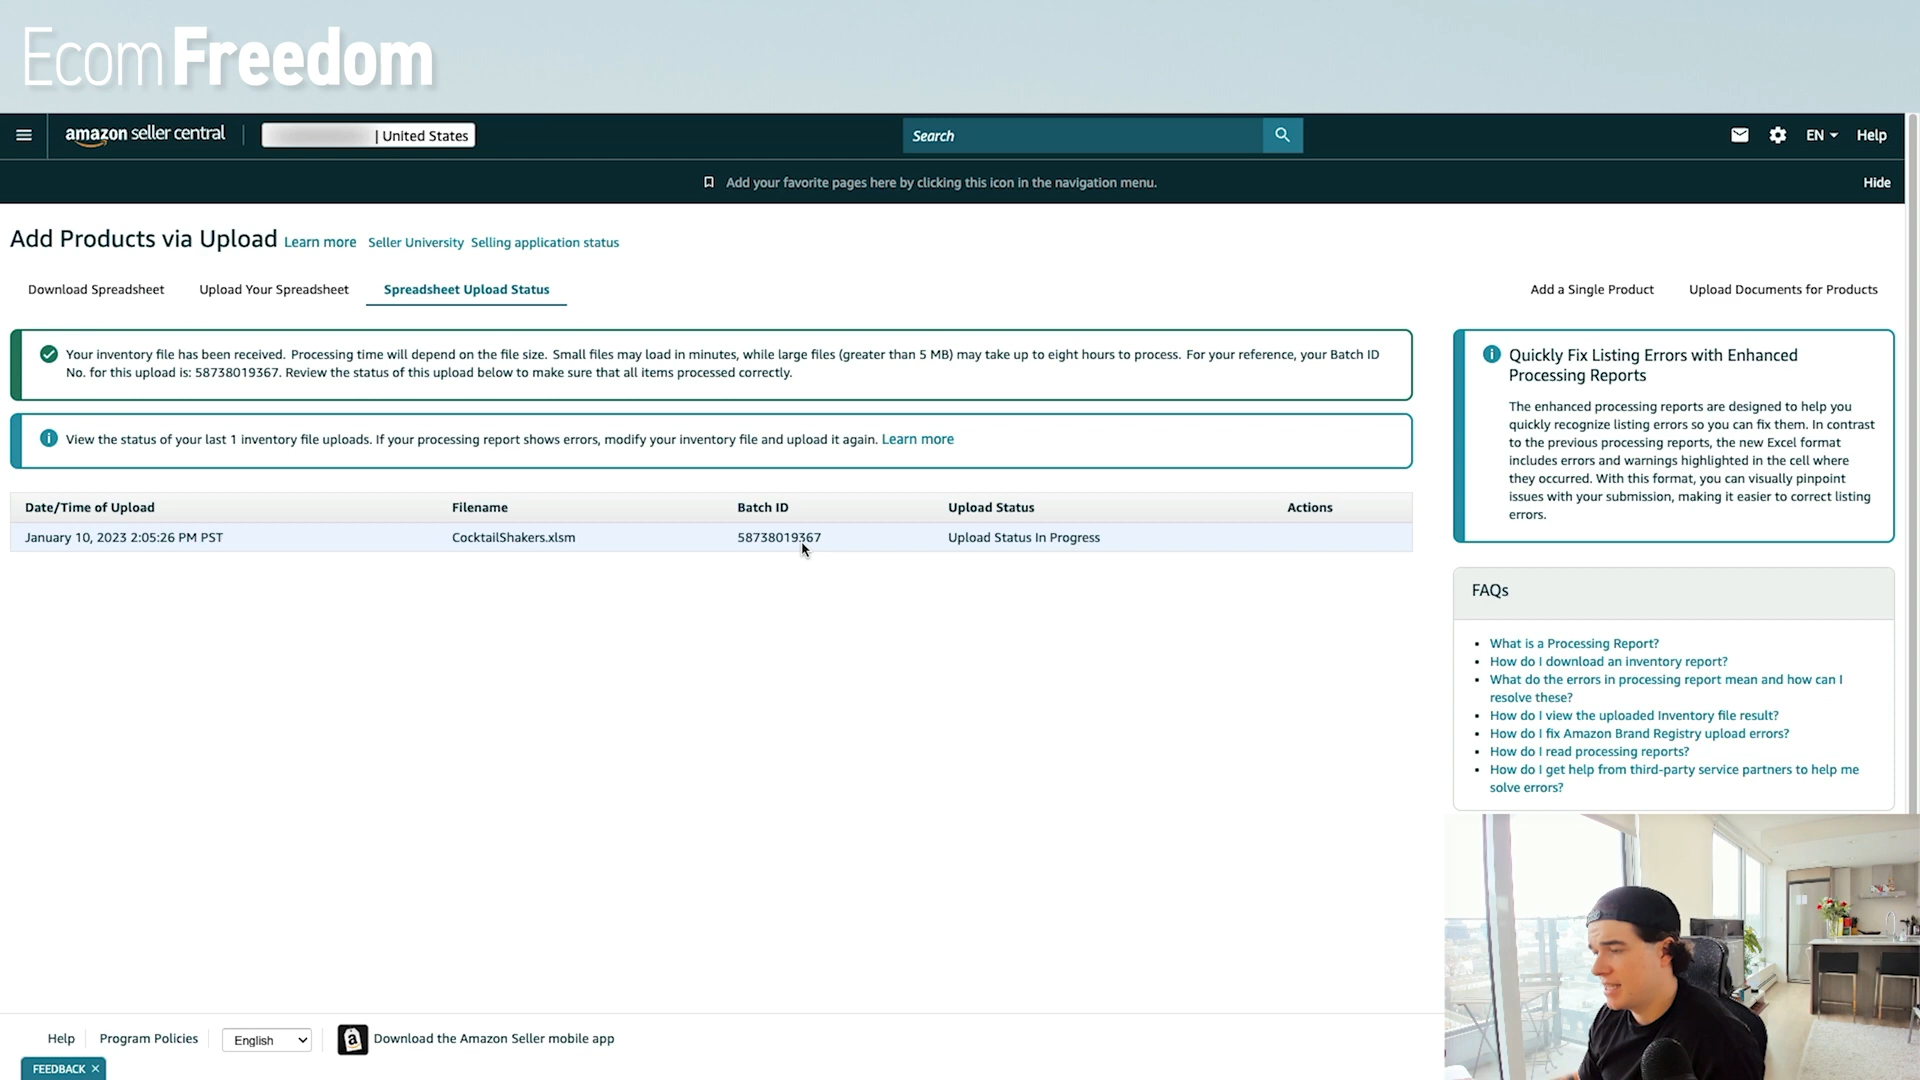 Ecom Freedom
amazon seller central
| United States
Search
EN
Help
Add your favorite pages here by clicking this icon in the navigation menu.
Hide
Add Products via Upload Learn more Seller University Selling application status
Download Spreadsheet
Upload Your Spreadsheet
Spreadsheet Upload Status
Add a Single Product
Upload Documents for Products
Your inventory file has been received. Processing time will depend on the file size. Small files may load in minutes, while large files (greater than 5 MB) may take up to eight hours to process. For your reference, your Batch ID
No. for this upload is: 58738019367. Review the status of this upload below to make sure that all items processed correctly.
View the status of your last 1 inventory file uploads. If your processing report shows errors, modify your inventory file and upload it again. Learn more
Date/Time of Upload Filename Batch ID Upload Status Actions
January 10, 2023 2:05:26 PM PST CocktailShakers.xlsm 58738019367 Upload Status In Progress
Quickly Fix Listing Errors with Enhanced
Processing Reports
The enhanced processing reports are designed to help you
quickly recognize listing errors so you can fix them. In contrast
to the previous processing reports, the new Excel format
includes errors and warnings highlighted in the cell where
they occurred. With this format, you can visually pinpoint
issues with your submission, making it easier to correct listing
errors.
FAQs
What is a Processing Report?
How do I download an inventory report?
What do the errors in processing report mean and how can I
resolve these?
How do I view the uploaded Inventory file result?
How do I fix Amazon Brand Registry upload errors?
How do I read processing reports?
How do I get help from third-party service partners to help me
solve errors?
Help
Program Policies
English
Download the Amazon Seller mobile app
FEEDBACK ×